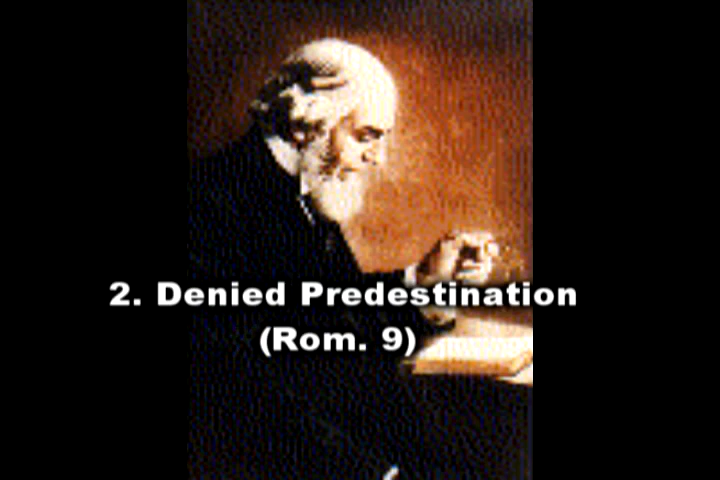 2. Denied Predestination
(Rom. 9)